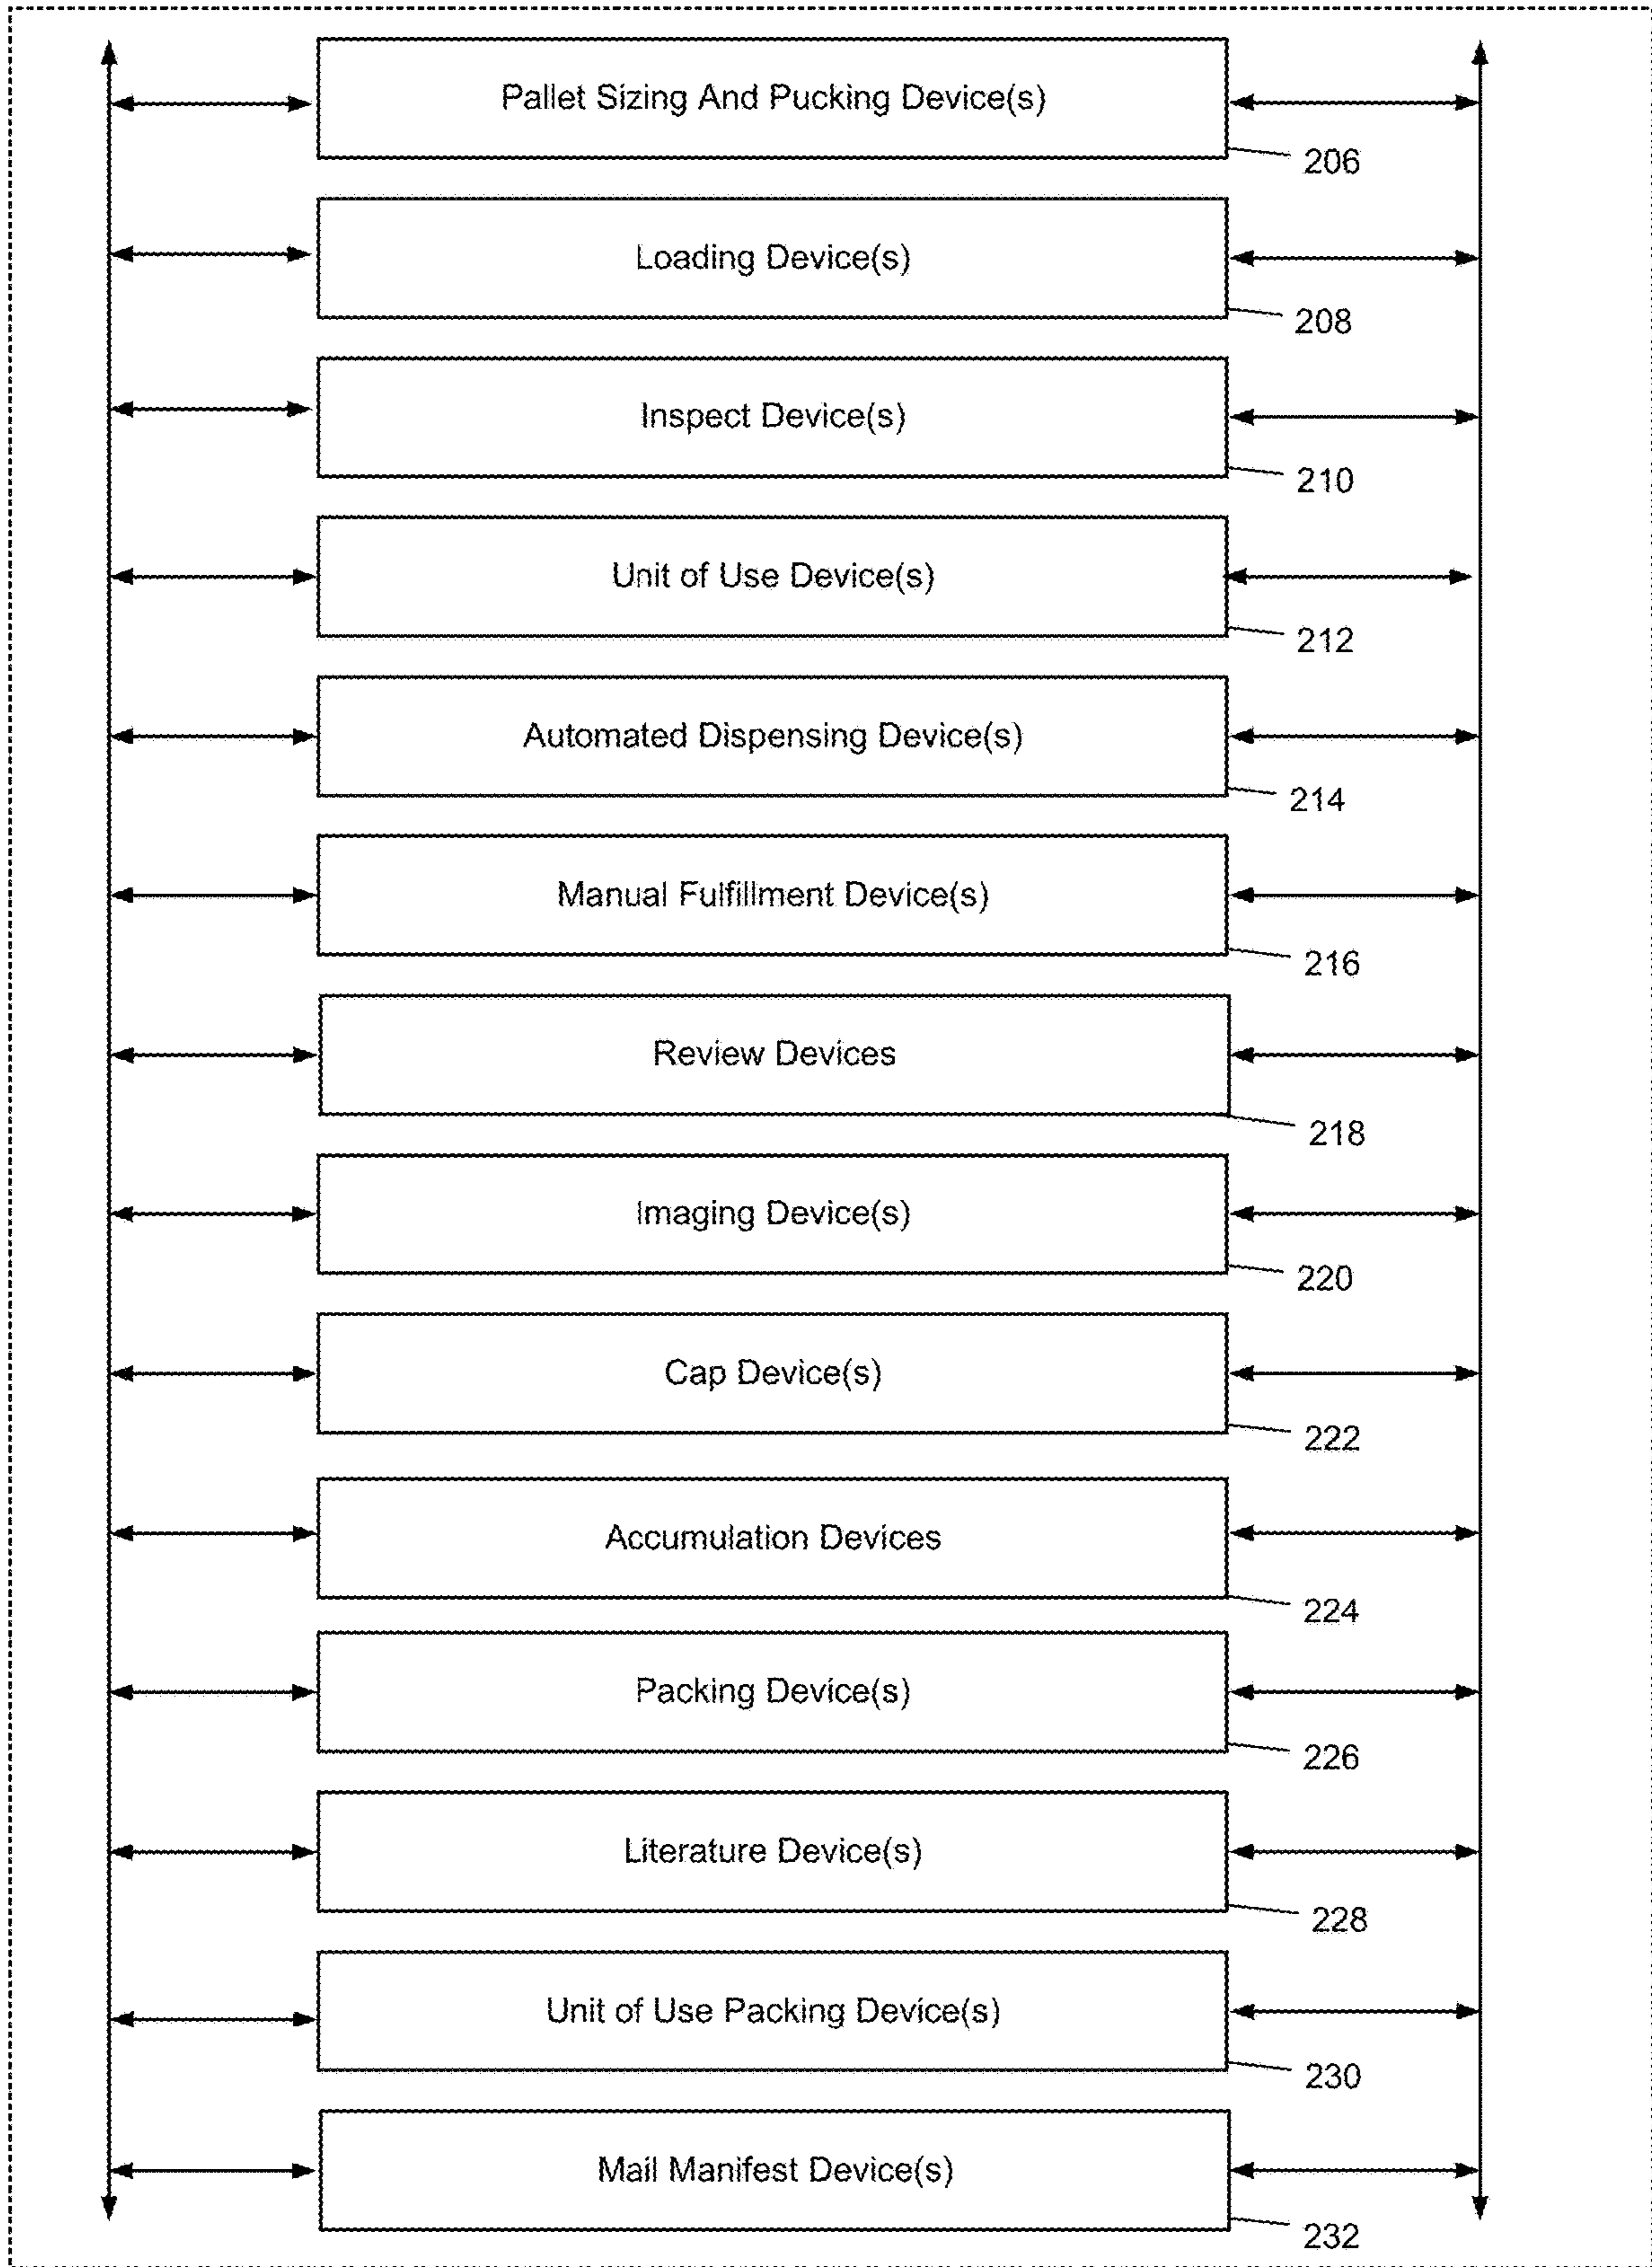 Pallet Sizing And Pucking Device(s)
206
Loading Device(s)
208
Inspect Device(s)
210
Unit of Use Device(s)
212
Automated Dispensing Device(s)
214
Manual Fulfillment Device(s)
216
Review Devices
218
Imaging Device(s)
220
Cap Device(s)
222
Accumulation Devices
224
Packing Device(s)
226
Literature Device(s)
228
Unit of Use Packing Device(s)
230
Mail Manifest Device(s)
232